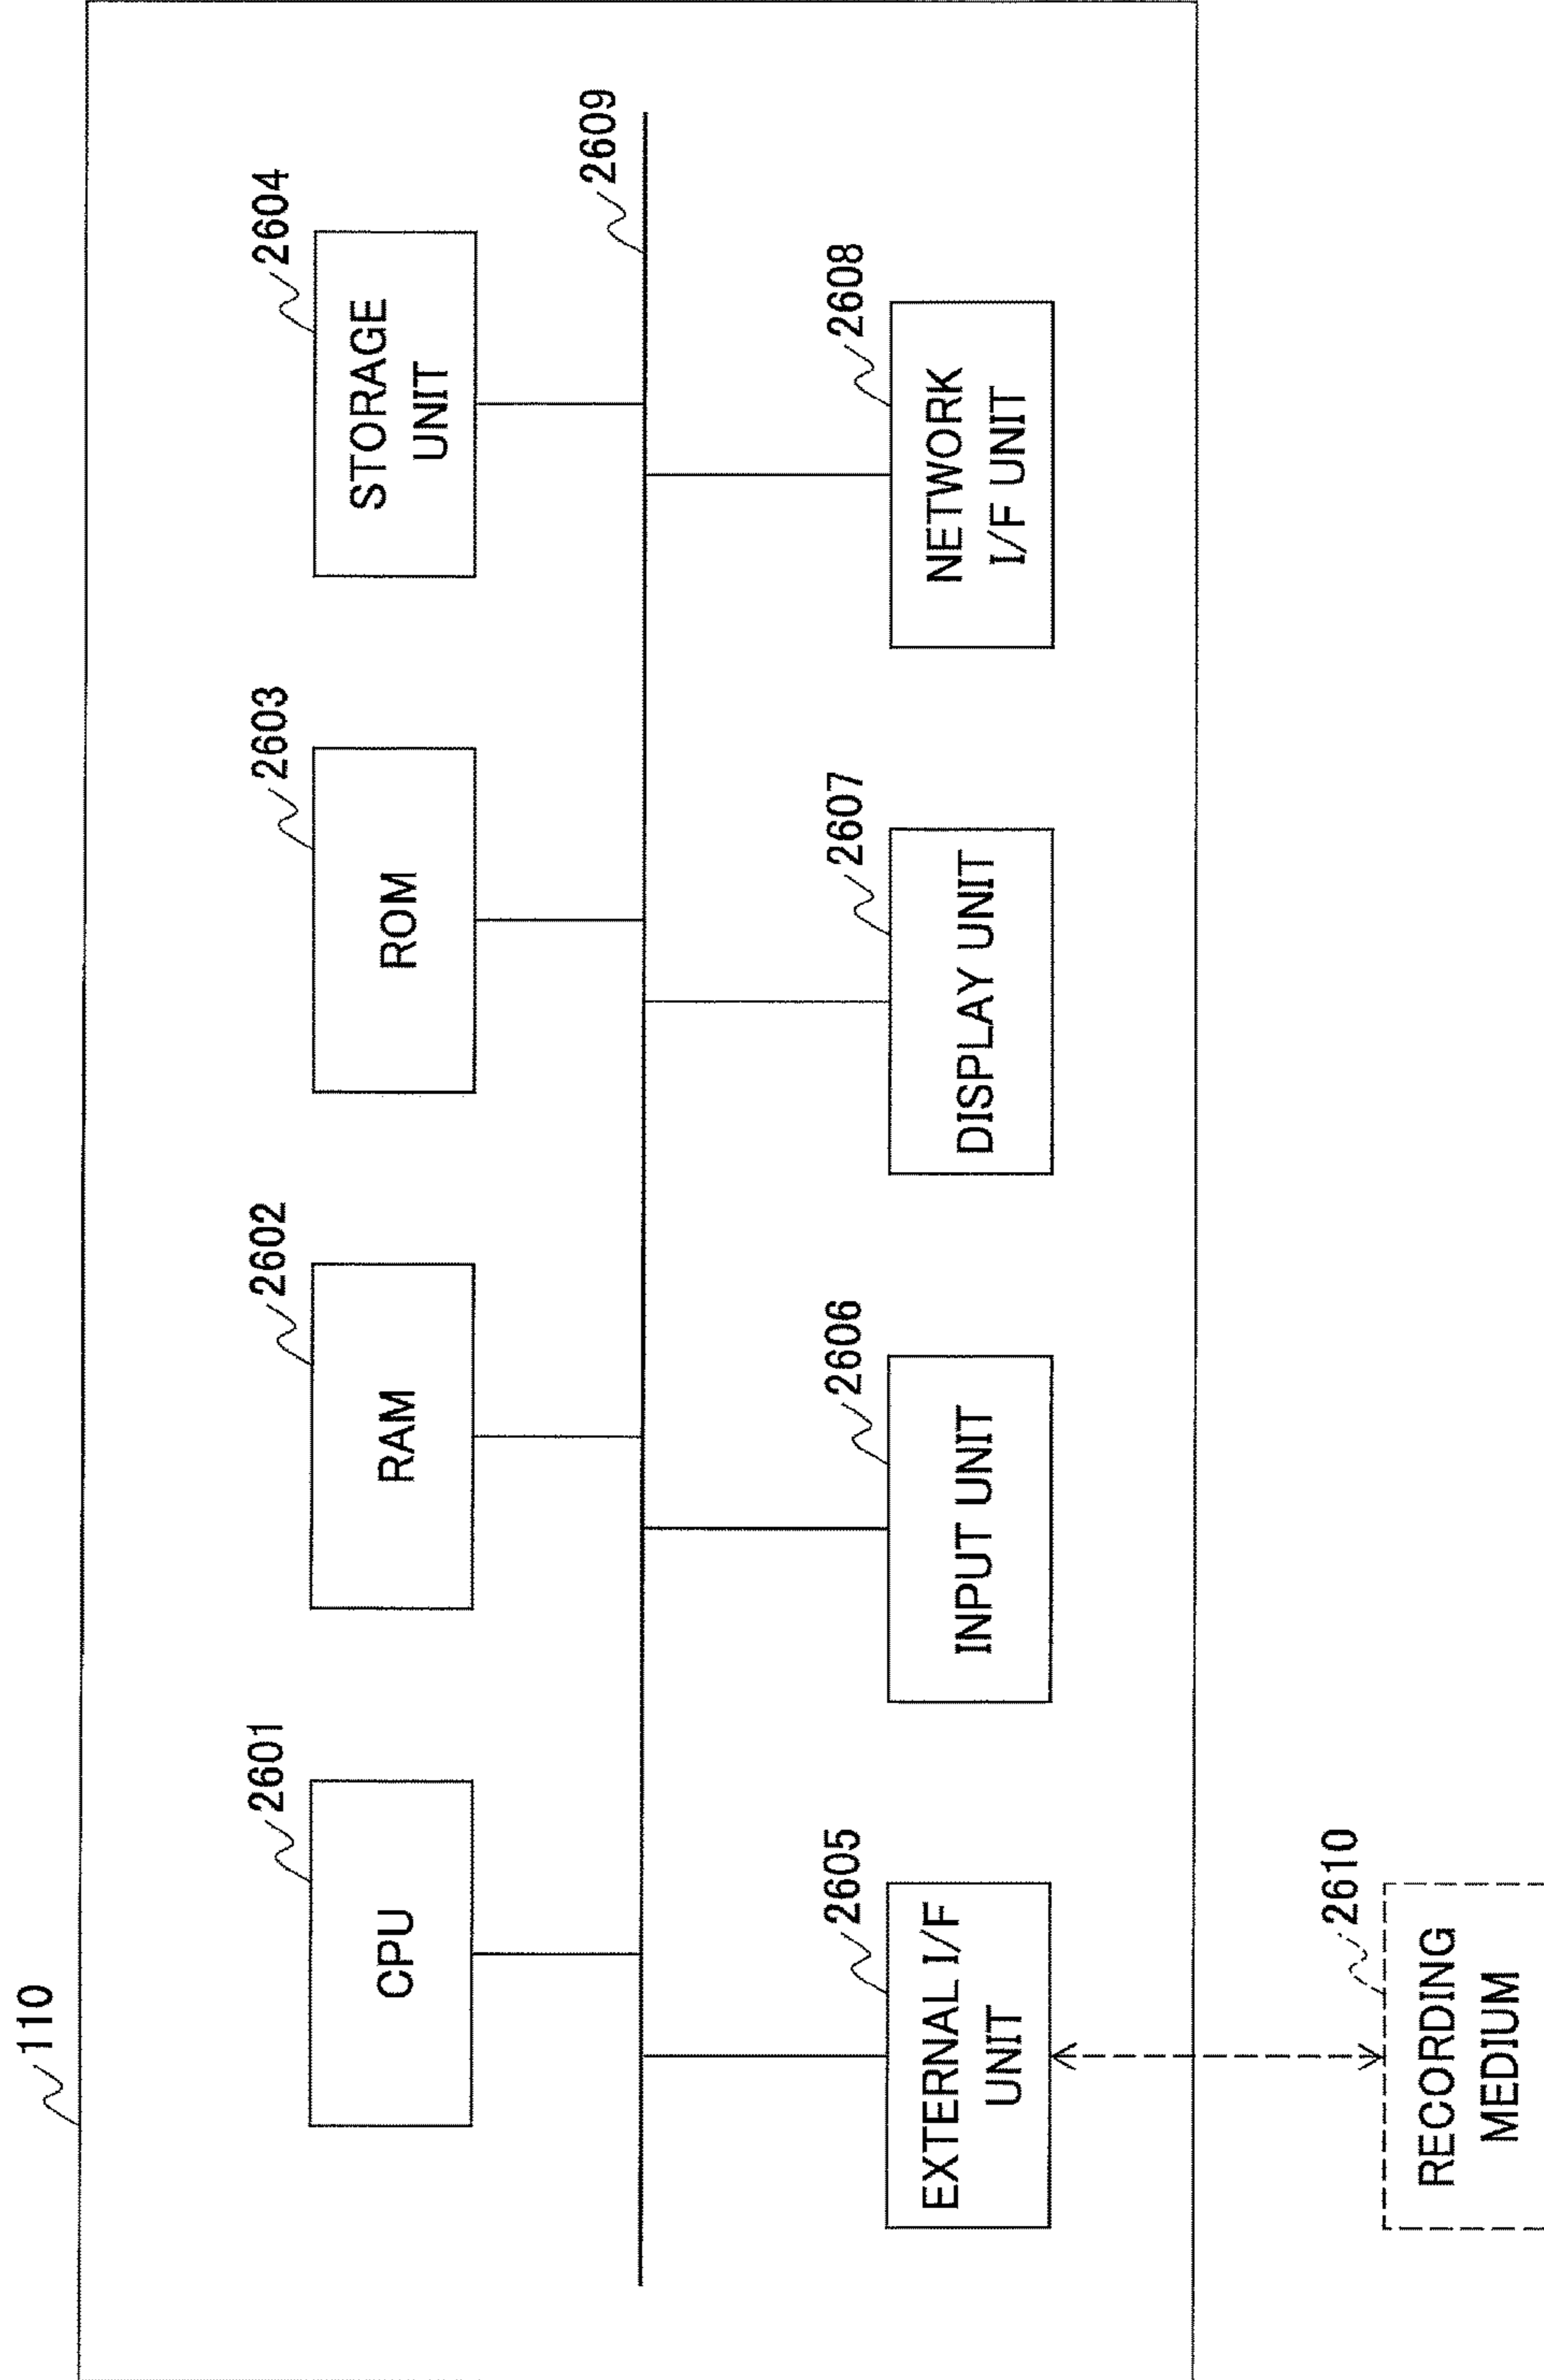 110
2601
CPU
2602
RAM
2603
ROM
2604
STORAGE
UNIT
2609
2605
EXTERNAL I/F
UNIT
2606
INPUT UNIT
2607
DISPLAY UNIT
2608
NETWORK
I/F UNIT
2610
RECORDING
MEDIUM